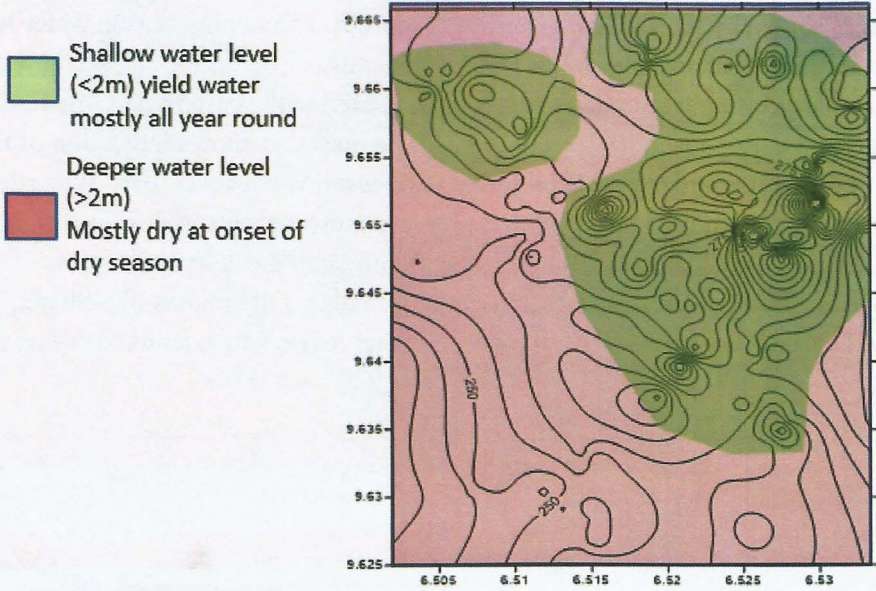 Shallow water level
(<2m) yield water
mostly all year round
Deeper water level
(>2m)
Mostly dry at onset of
dry season
9.665
9.66
9.655
9.65
9.645
9.64
9.635
9.63
9.625
6.505
6.51
6.515
6.52
6.525
6.53
250
250